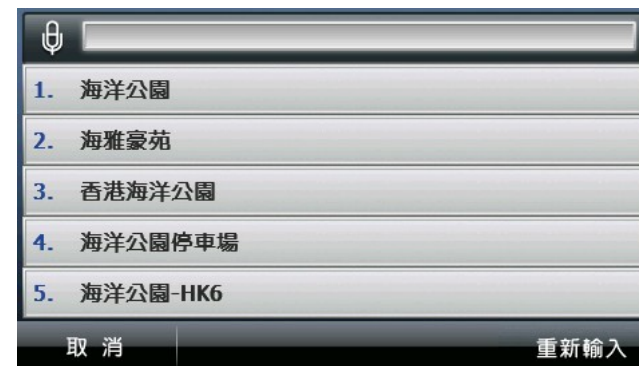 1. 海洋公園
2. 海雅豪苑
3. 香港海洋公園
4. 海洋公園停車場
5. 海洋公園-HK6
取 消 重新輸入